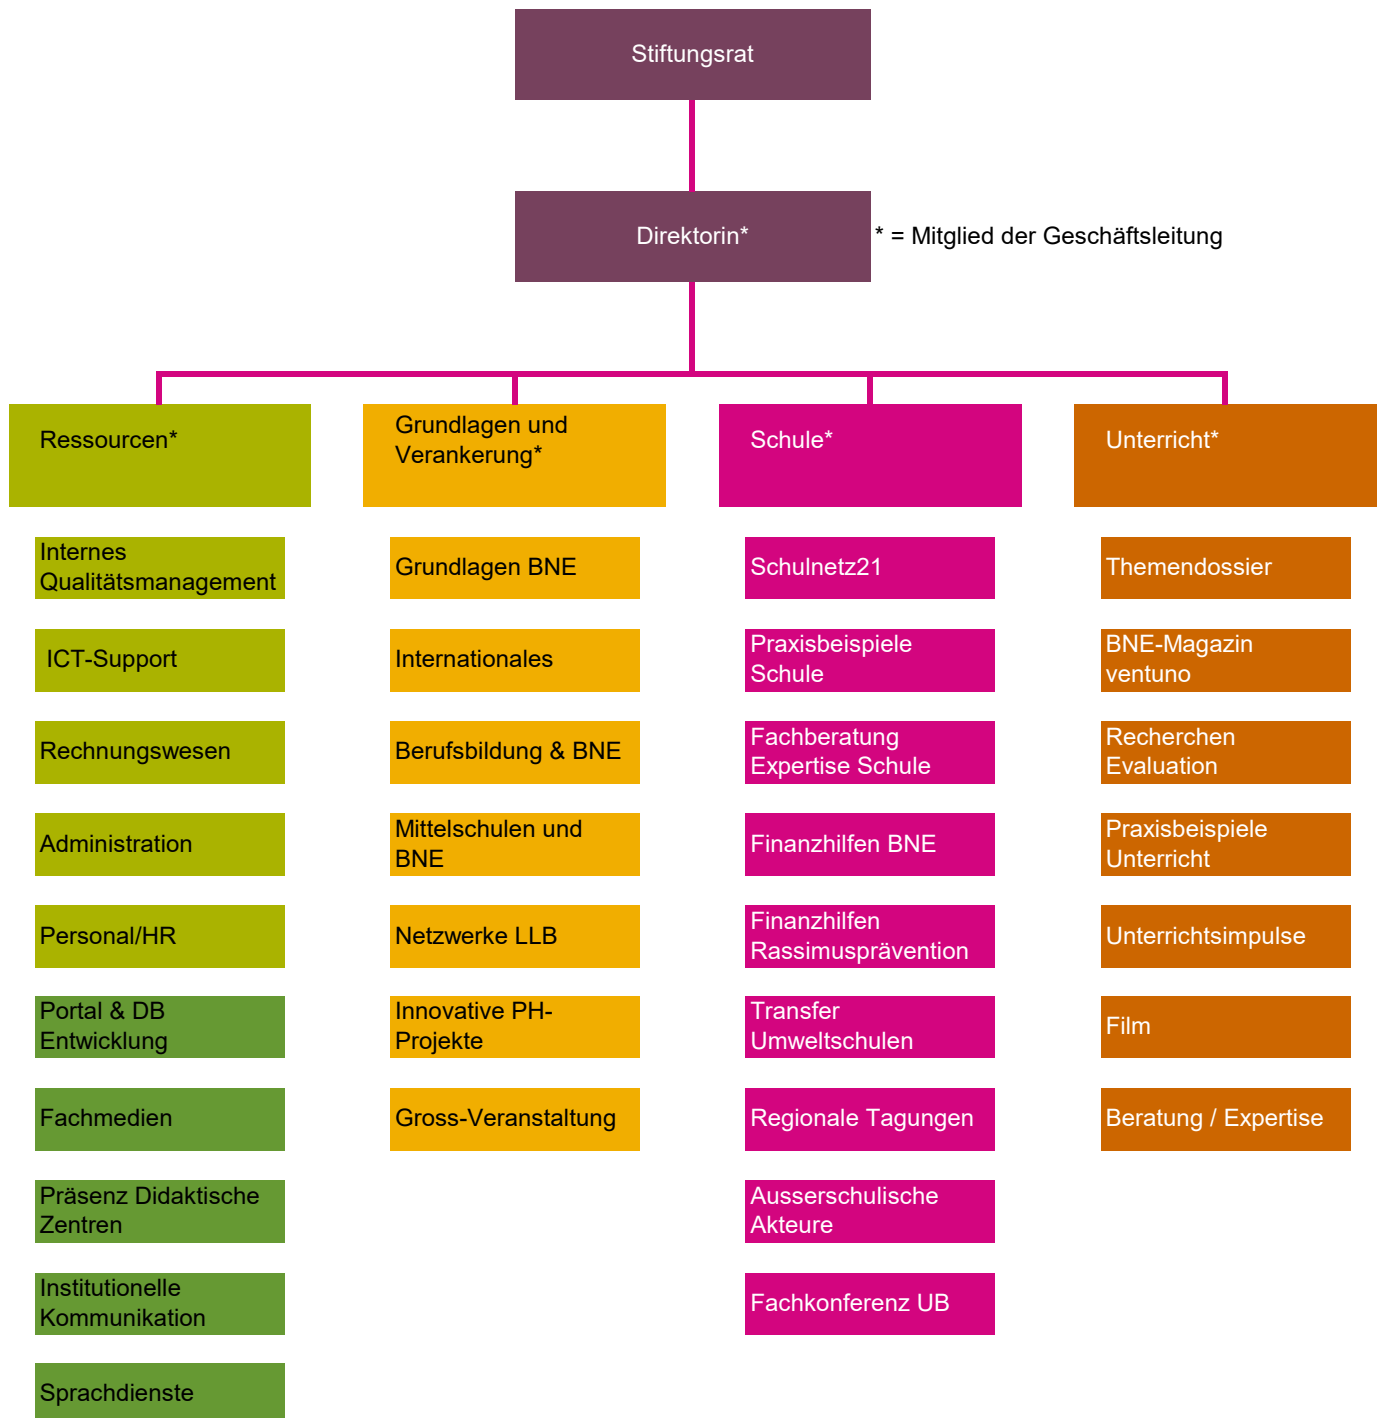 Stiftungsrat
Direktorin*
* = Mitglied der Geschäftsleitung
Ressourcen*
Internes
Qualitätsmanagement
ICT-Support
Rechnungswesen
Administration
Personal/HR
Portal & DB
Entwicklung
Fachmedien
Präsenz Didaktische
Zentren
Institutionelle
Kommunikation
Sprachdienste
Grundlagen und
Verankerung*
Grundlagen BNE
Internationales
Berufsbildung & BNE
Mittelschulen und
BNE
Netzwerke LLB
Innovative PH-
Projekte
Gross-Veranstaltung
Schule*
Schulnetz21
Praxisbeispiele
Schule
Fachberatung
Expertise Schule
Finanzhilfen BNE
Finanzhilfen
Rassimusprävention
Transfer
Umweltschulen
Regionale Tagungen
Ausserschulische
Akteure
Fachkonferenz UB
Unterricht*
Themendossier
BNE-Magazin
ventuno
Recherchen
Evaluation
Praxisbeispiele
Unterricht
Unterrichtsimpulse
Film
Beratung / Expertise